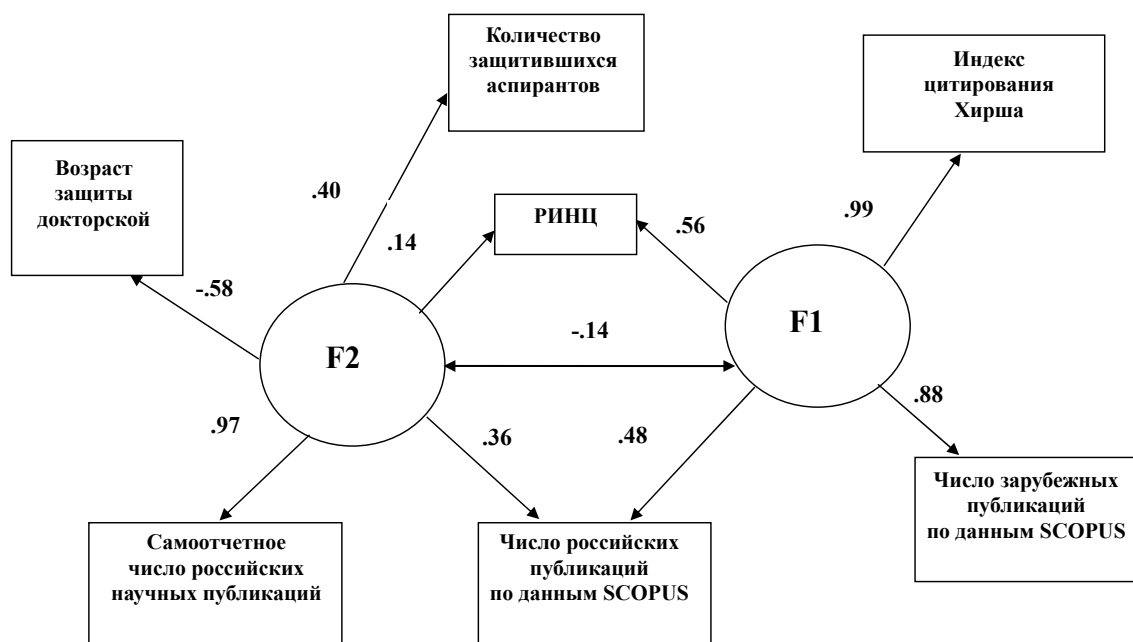 Количество
защитившихся
аспирантов
Индекс
цитирования
Хирша
Возраст
защиты
докторской
.40
.14
РИНЦ
.56
.99
-.58
F2
-.14
F1
.97
.36
.48
.88
Самоотчетное
число российских
научных публикаций
Число российских
публикаций
по данным SCOPUS
Число зарубежных
публикаций
по данным SCOPUS